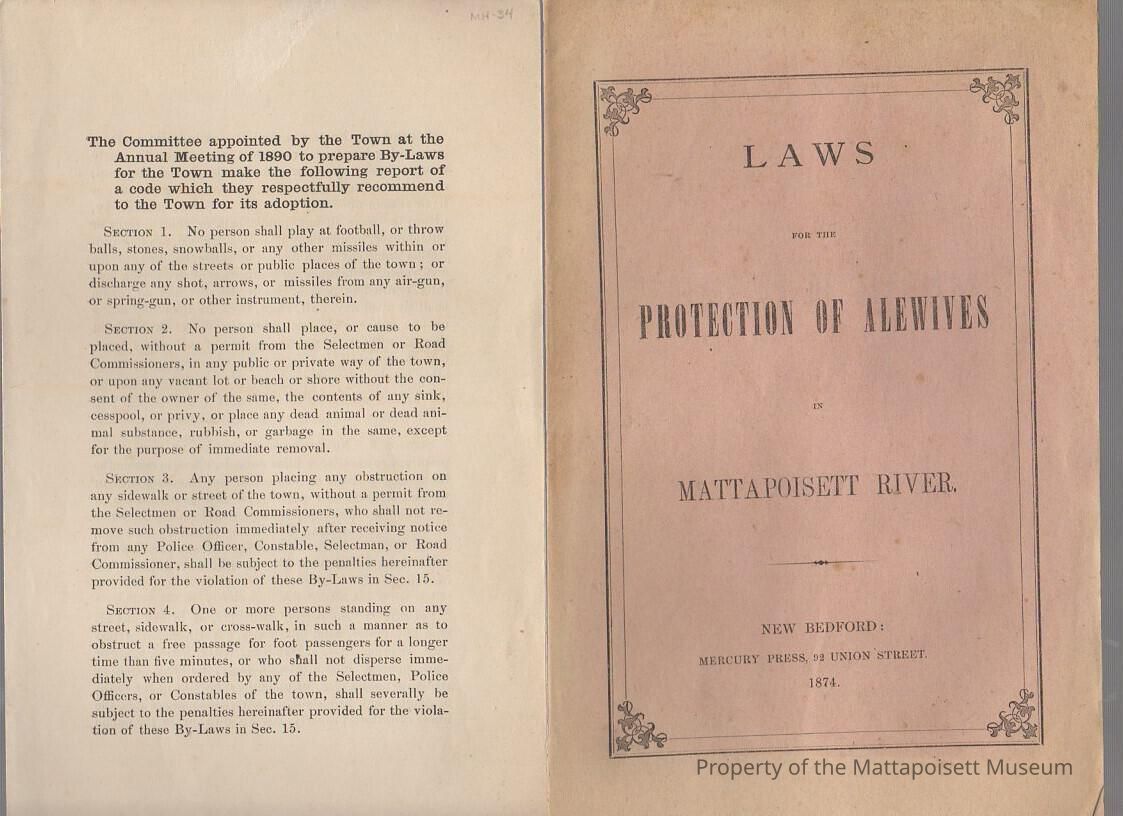 MH-34
The Committee appointed by the Town at the
Annual Meeting of 1890 to prepare By-Laws
for the Town make the following report of
a code which they respectfully recommend
to the Town for its adoption.
SECTION 1. No person shall play at football, or throw
balls, stones, snowballs, or any other missiles within or
upon any of the streets or public places of the town; or
discharge any shot, arrows, or missiles from any air-gun,
or spring-gun, or other instrument, therein.
SECTION 2. No person shall place, or cause to be
placed, without a permit from the Selectmen or Road
Commissioners, in any public or private way of the town,
or upon any vacant lot or beach or shore without the con-
sent of the owner of the same, the contents of any sink,
cesspool, or privy, or place any dead animal or dead ani-
mal substance, rubbish, or garbage in the same, except
for the purpose of immediate removal.
SECTION 3. Any person placing any obstruction on
any sidewalk or street of the town, without a permit from
the Selectmen or Road Commissioners, who shall not re-
move such obstruction immediately after receiving notice
from any Police Officer, Constable, Selectman, or Road
Commissioner, shall be subject to the penalties hereinafter
provided for the violation of these By-Laws in Sec. 15.
SECTION 4. One or more persons standing on any
street, sidewalk, or cross-walk, in such a manner as to
obstruct a free passage for foot passengers for a longer
time than five minutes, or who shall not disperse imme-
diately when ordered by any of the Selectmen, Police
Officers, or Constables of the town, shall severally be
subject to the penalties hereinafter provided for the viola-
tion of these By-Laws in Sec. 15.
LAWS
FOR THE
PROTECTION OF ALEWIVES
IN
MATTAPOISETT RIVER.
NEW BEDFORD:
MERCURY PRESS, 92 UNION STREET.
1874.
Property of the Mattapoisett Museum